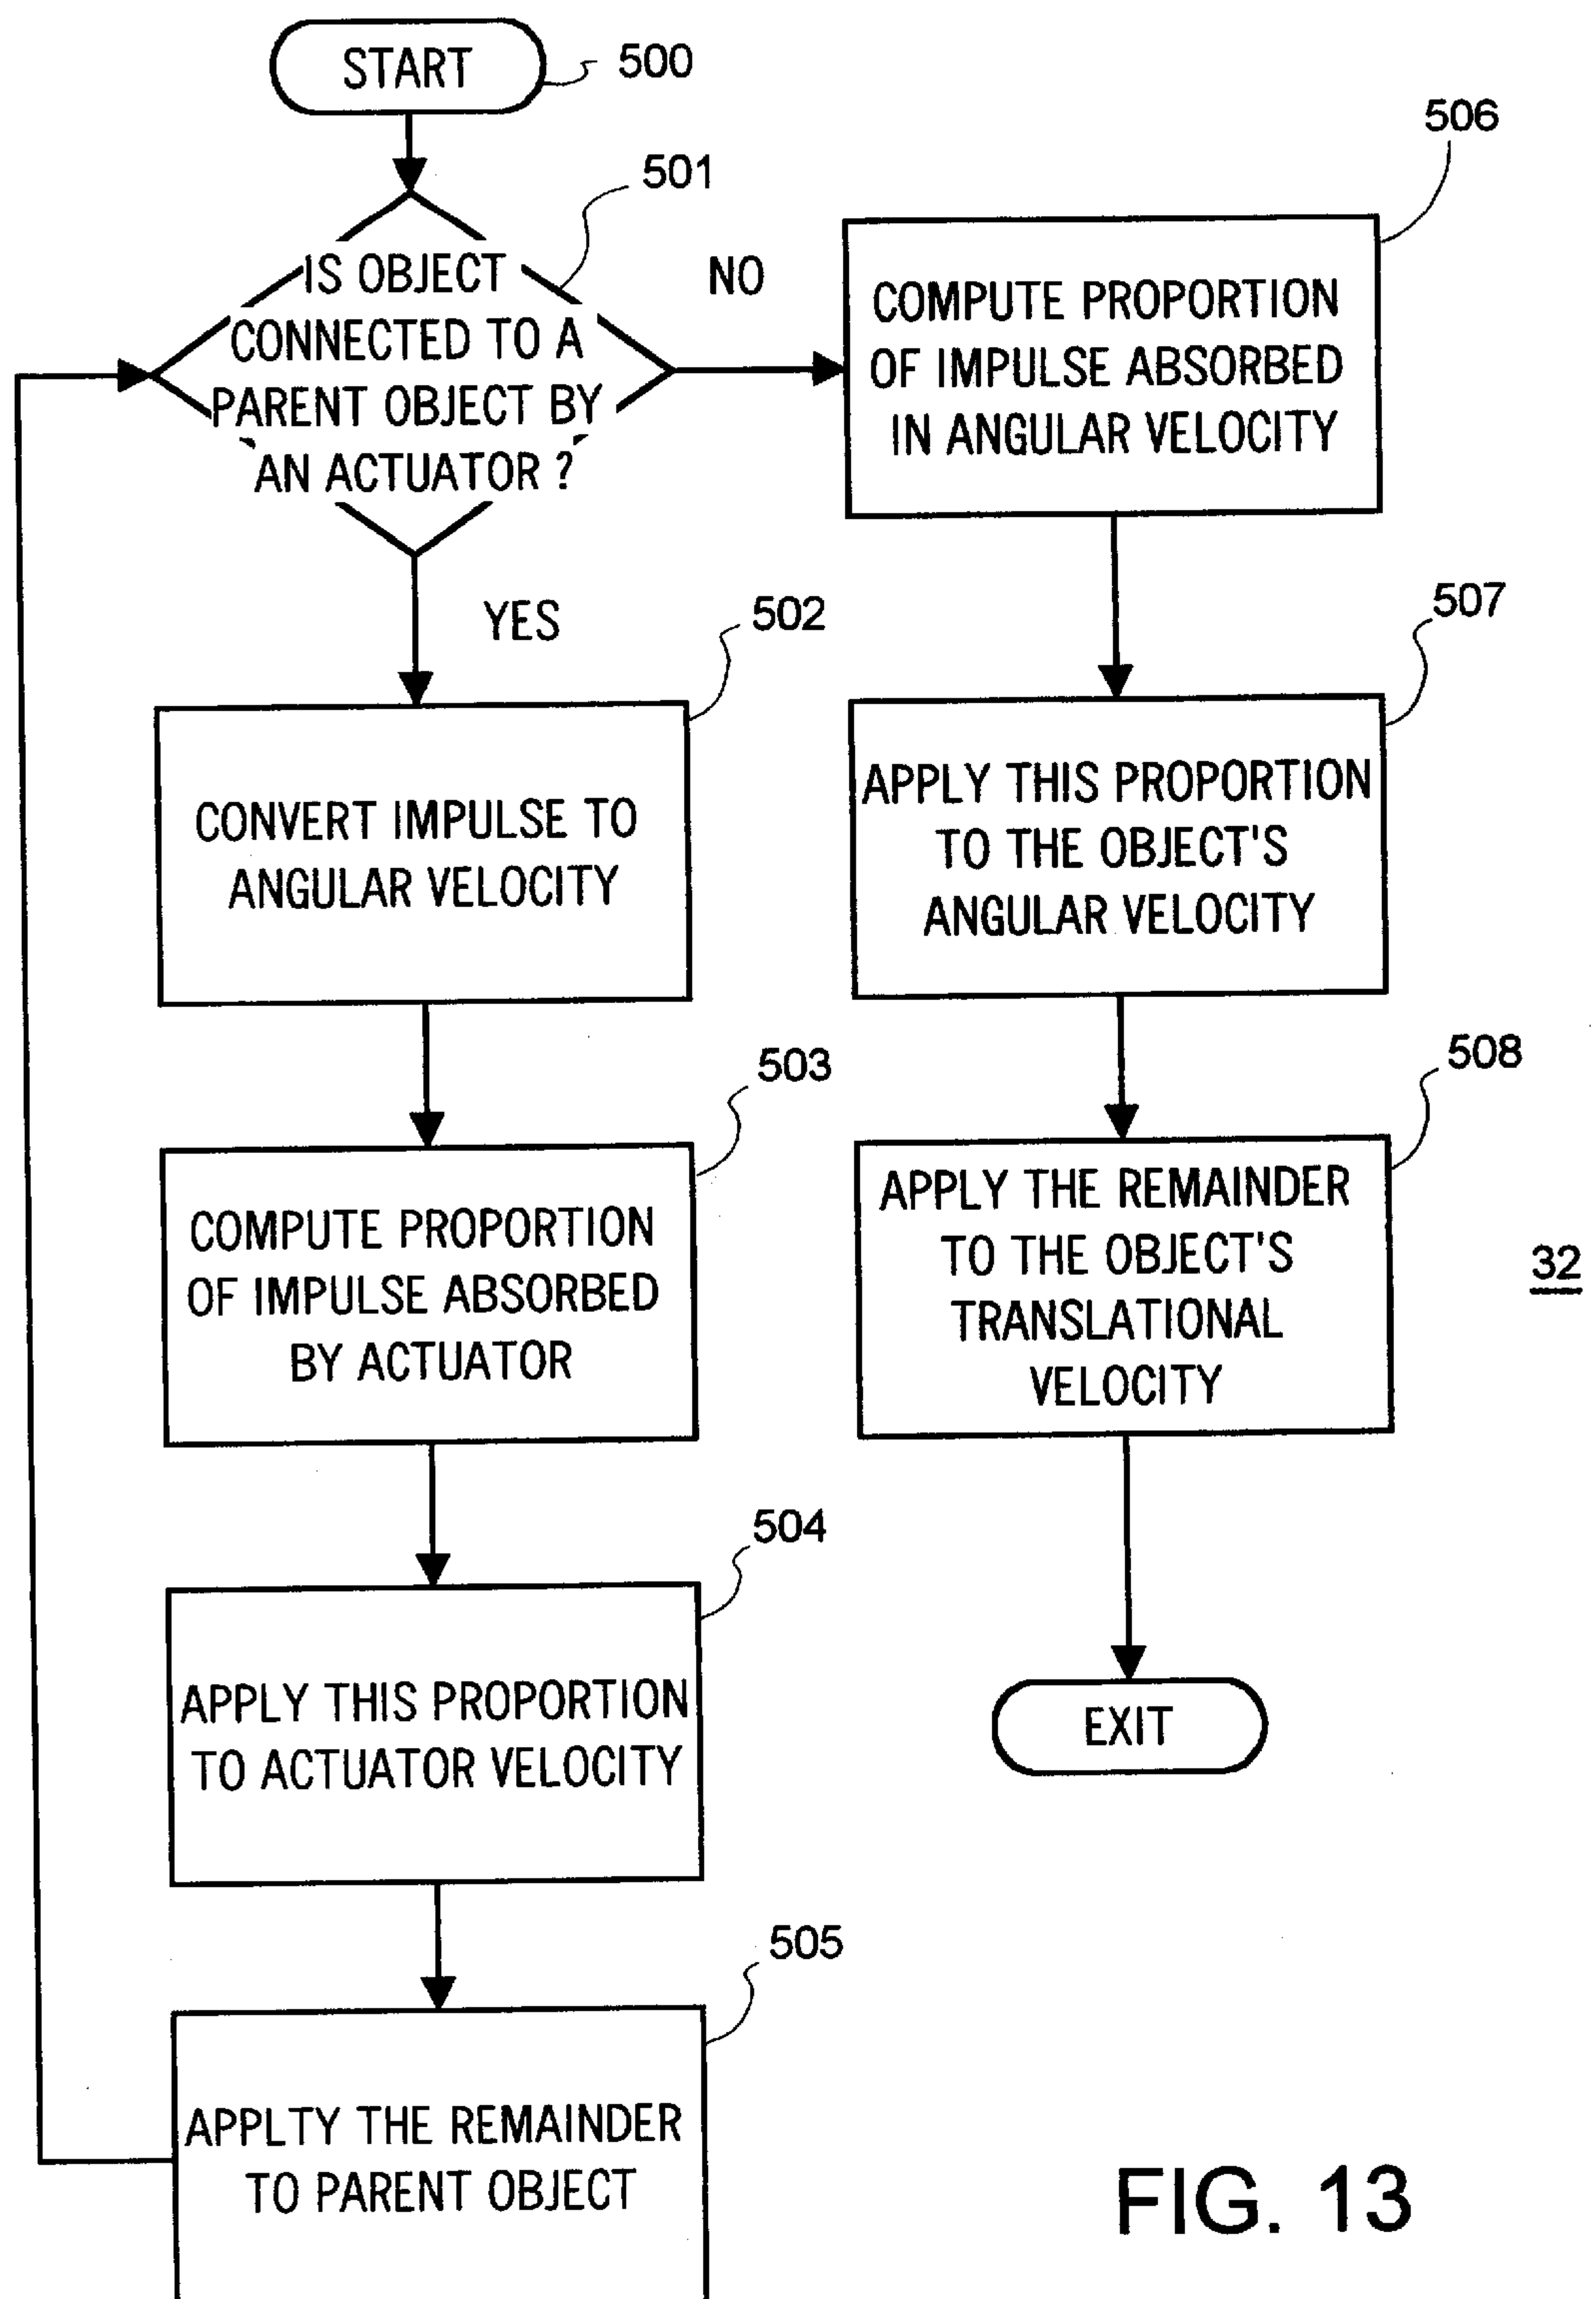 START
500
501
IS OBJECT
CONNECTED TO A
PARENT OBJECT BY
AN ACTUATOR ?
NO
YES
502
CONVERT IMPULSE TO
ANGULAR VELOCITY
503
COMPUTE PROPORTION
OF IMPULSE ABSORBED
BY ACTUATOR
504
APPLY THIS PROPORTION
TO ACTUATOR VELOCITY
505
APPLTY THE REMAINDER
TO PARENT OBJECT
506
COMPUTE PROPORTION
OF IMPULSE ABSORBED
IN ANGULAR VELOCITY
507
APPLY THIS PROPORTION
TO THE OBJECT'S
ANGULAR VELOCITY
508
APPLY THE REMAINDER
TO THE OBJECT'S
TRANSLATIONAL
VELOCITY
EXIT
32
FIG. 13